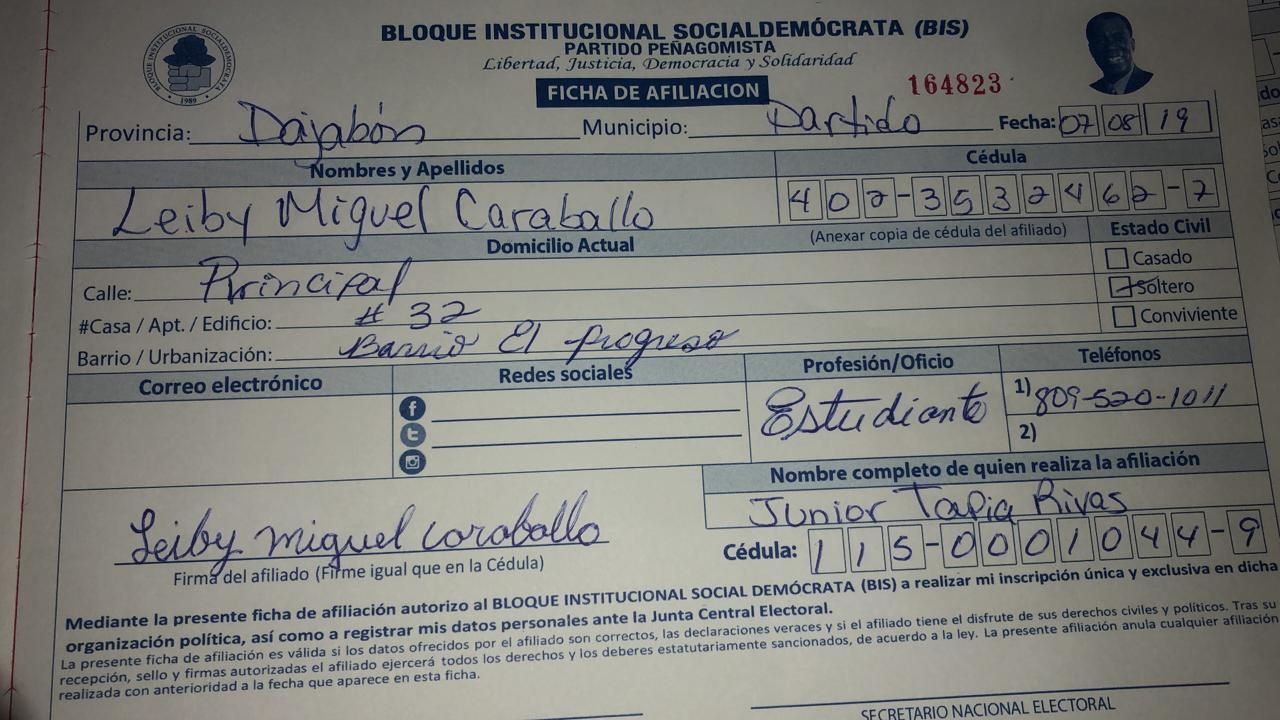 BLOQUE INSTITUCIONAL SOCIALDEMÓCRATA (BIS)
PARTIDO PEÑAGOMISTA
Libertad, Justicia, Democracia y Solidaridad
BLOQUE INSTITUCIONAL SOCIALDEMOCRATA
1989
FICHA DE AFILIACION
164823
Provincia: Dajabón Municipio: Partido Fecha: 07 08 19
Nombres y Apellidos
Cédula
Leiby Miguel Caraballo
402-3532462-7
Domicilio Actual
(Anexar copia de cédula del afiliado)
Estado Civil
Calle: Principal
Casado
#Casa / Apt. / Edificio: # 32
Soltero
Barrio / Urbanización: Barrio El Progreso
Conviviente
Correo electrónico
Redes sociales
Profesión/Oficio
Teléfonos
Estudiante
1) 809-520-1011
2)
Nombre completo de quien realiza la afiliación
Junior Tapia Rivas
Leiby Miguel Caraballo
Firma del afiliado (Firme igual que en la Cédula)
Cédula: 115-0001044-9
Mediante la presente ficha de afiliación autorizo al BLOQUE INSTITUCIONAL SOCIAL DEMÓCRATA (BIS) a realizar mi inscripción única y exclusiva en dicha
organización política, así como a registrar mis datos personales ante la Junta Central Electoral.
La presente ficha de afiliación es válida si los datos ofrecidos por el afiliado son correctos, las declaraciones veraces y si el afiliado tiene el disfrute de sus derechos civiles y políticos. Tras su
recepción, sello y firmas autorizadas el afiliado ejercerá todos los derechos y los deberes estatutariamente sancionados, de acuerdo a la ley. La presente afiliación anula cualquier afiliación
realizada con anterioridad a la fecha que aparece en esta ficha.
SECRETARIO NACIONAL ELECTORAL